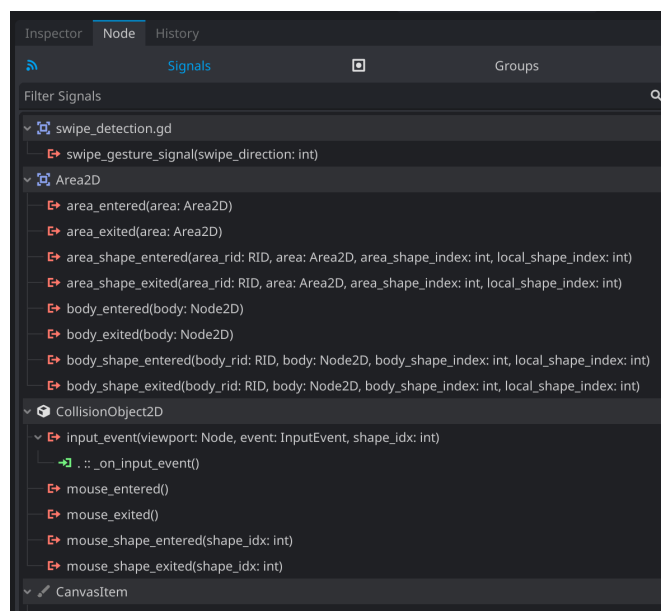 Inspector Node History
Signals Groups
Filter Signals
swipe_detection.gd
swipe_gesture_signal(swipe_direction: int)
Area2D
area_entered(area: Area2D)
area_exited(area: Area2D)
area_shape_entered(area_rid: RID, area: Area2D, area_shape_index: int, local_shape_index: int)
area_shape_exited(area_rid: RID, area: Area2D, area_shape_index: int, local_shape_index: int)
body_entered(body: Node2D)
body_exited(body: Node2D)
body_shape_entered(body_rid: RID, body: Node2D, body_shape_index: int, local_shape_index: int)
body_shape_exited(body_rid: RID, body: Node2D, body_shape_index: int, local_shape_index: int)
CollisionObject2D
input_event(viewport: Node, event: InputEvent, shape_idx: int)
. :: _on_input_event()
mouse_entered()
mouse_exited()
mouse_shape_entered(shape_idx: int)
mouse_shape_exited(shape_idx: int)
CanvasItem